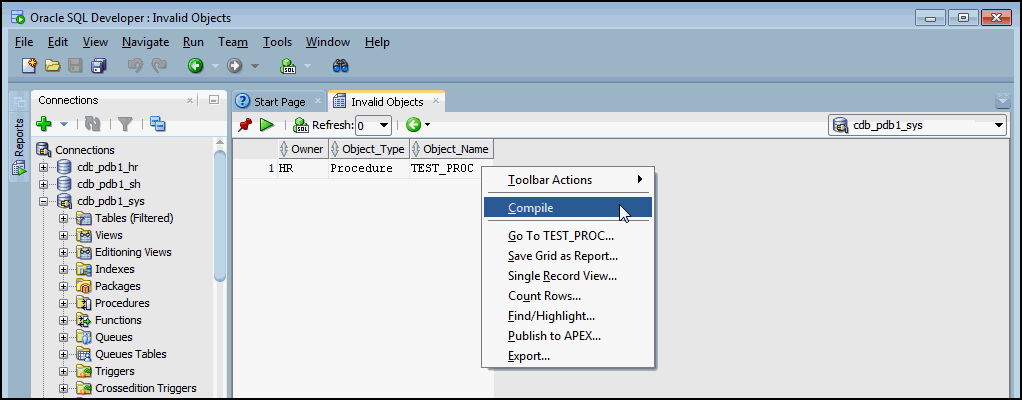 Oracle SQL Developer : Invalid Objects
File Edit View Navigate Run Team Tools Window Help
SQL
Reports
Connections
Connections
cdb_pdb1_hr
cdb_pdb1_sh
cdb_pdb1_sys
Tables (Filtered)
Views
Editioning Views
Indexes
Packages
Procedures
Functions
Queues
Queues Tables
Triggers
Crossedition Triggers
Start Page
Invalid Objects
SQL Refresh: 0
cdb_pdb1_sys
Owner Object_Type Object_Name
1 HR Procedure TEST_PROC
Toolbar Actions
Compile
Go To TEST_PROC...
Save Grid as Report...
Single Record View...
Count Rows...
Find/Highlight...
Publish to APEX...
Export...